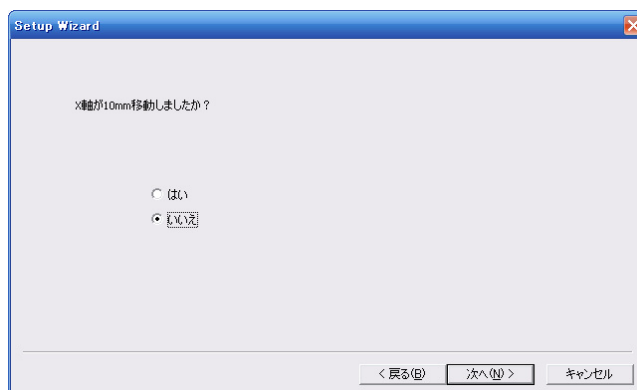 Setup Wizard
X軸が10mm移動しましたか？
はい
いいえ
< 戻る(B)
次へ(N) >
キャンセル